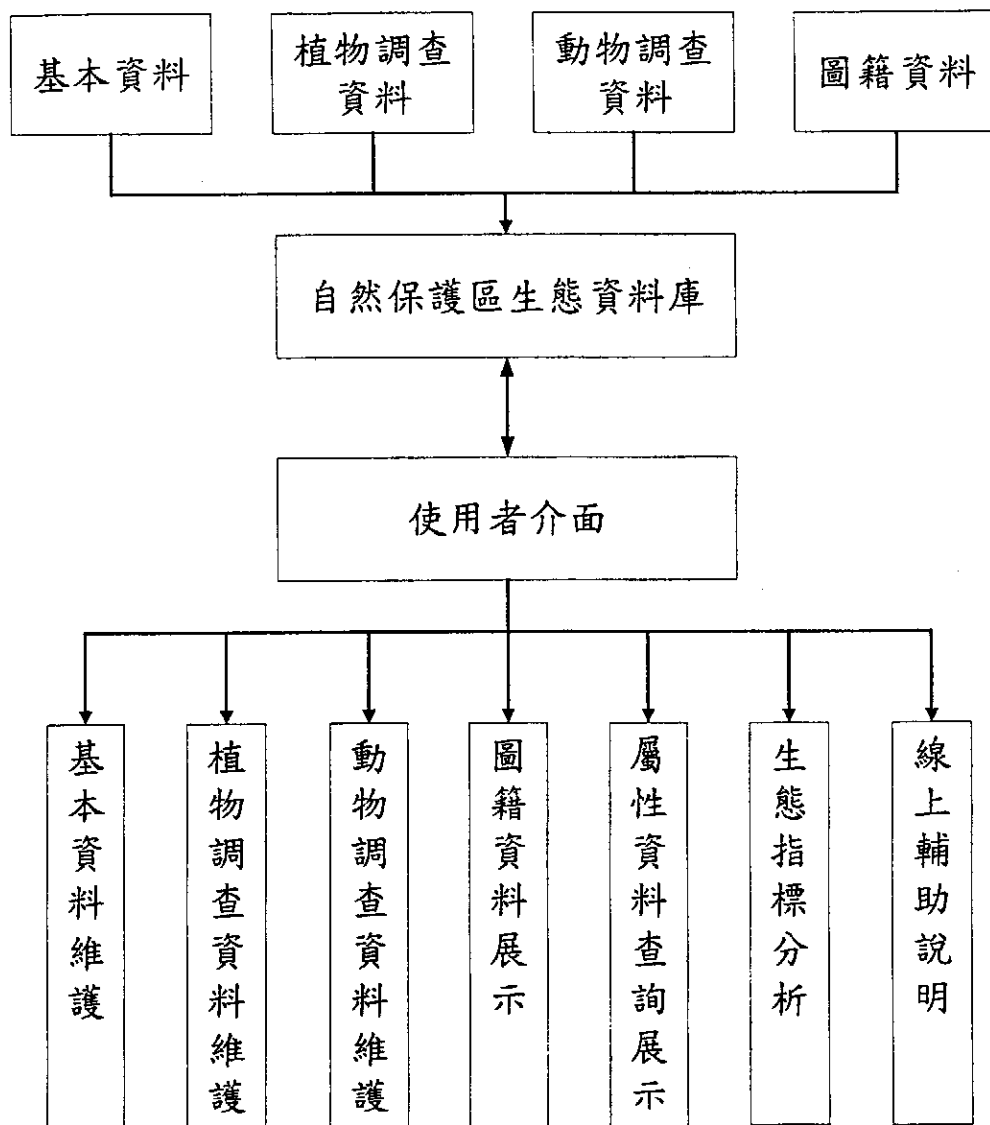 基本資料
植物調查
資料
動物調查
資料
圖籍資料
自然保護區生態資料庫
使用者介面
基本資料維護
植物調查資料維護
動物調查資料維護
圖籍資料展示
屬性資料查詢展示
生態指標分析
線上輔助說明